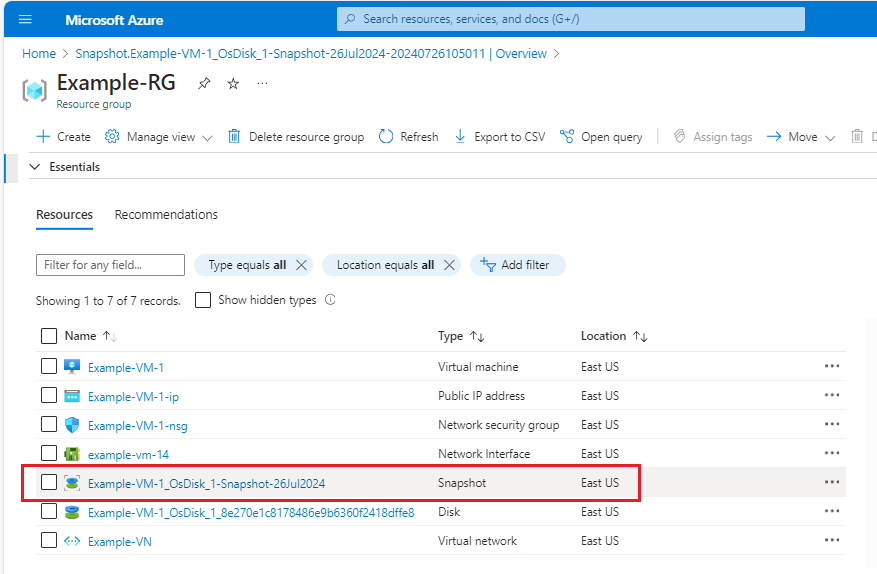 Microsoft Azure
Search resources, services, and docs (G+/)
Home > Snapshot.Example-VM-1_OsDisk_1-Snapshot-26Jul2024-20240726105011 | Overview >
Example-RG
Resource group
Create Manage view Delete resource group Refresh Export to CSV Open query Assign tags Move
Essentials
Resources Recommendations
Filter for any field... Type equals all Location equals all Add filter
Showing 1 to 7 of 7 records. Show hidden types
Name Type Location
Example-VM-1 Virtual machine East US
Example-VM-1-ip Public IP address East US
Example-VM-1-nsg Network security group East US
example-vm-14 Network Interface East US
Example-VM-1_OsDisk_1-Snapshot-26Jul2024 Snapshot East US
Example-VM-1_OsDisk_1_8e270e1c8178486e9b6360f2418dffe8 Disk East US
Example-VN Virtual network East US